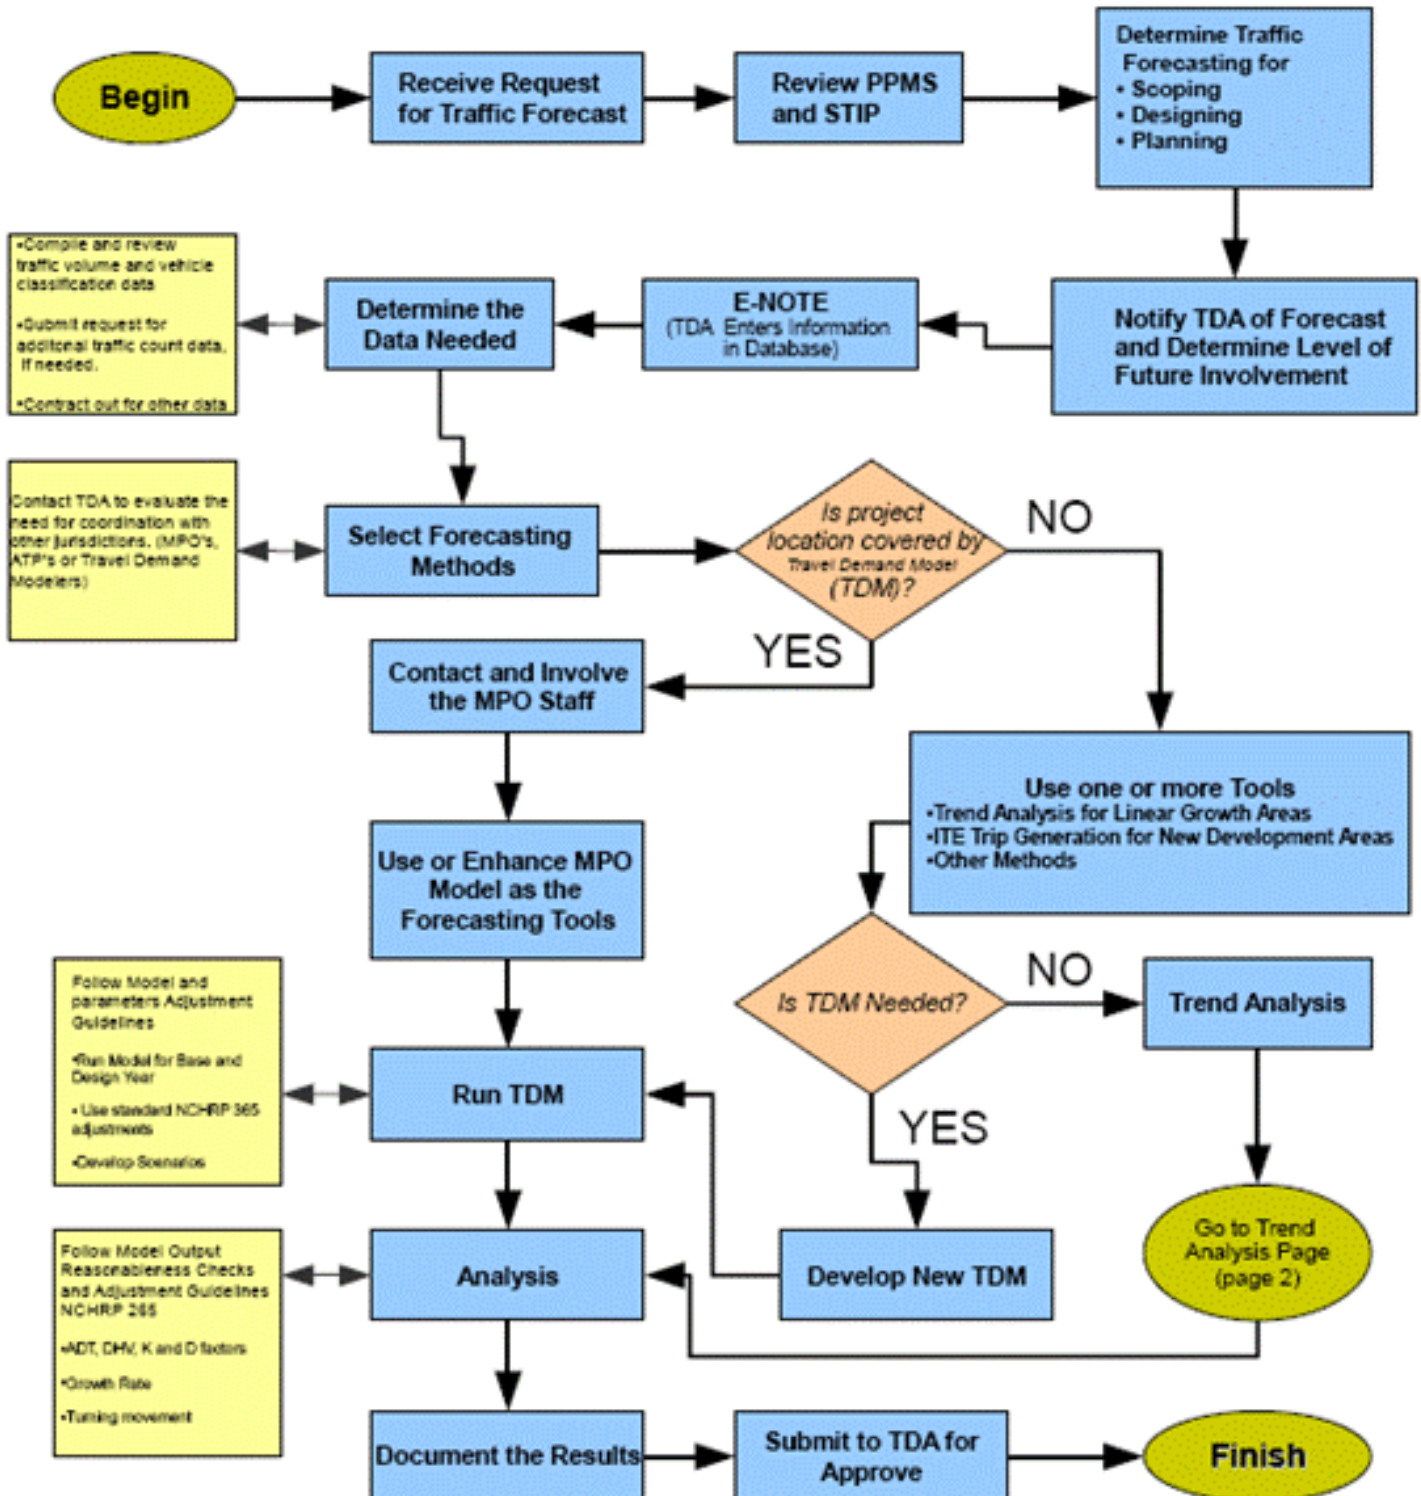 Begin
Receive Request
for Traffic Forecast
Review PPMS
and STIP
Determine Traffic
Forecasting for
• Scoping
• Designing
• Planning
•Compile and review
traffic volume and vehicle
classification data
•Submit request for
additonal traffic count data,
If needed.
•Contract out for other data
Determine the
Data Needed
E-NOTE
(TDA Enters Information
in Database)
Notify TDA of Forecast
and Determine Level of
Future Involvement
Contact TDA to evaluate the
need for coordination with
other jurisdictions. (MPO's,
ATP's or Travel Demand
Modelers)
Select Forecasting
Methods
Is project
location covered by
Travel Demand Model
(TDM)?
NO
YES
Contact and Involve
the MPO Staff
Use one or more Tools
•Trend Analysis for Linear Growth Areas
•ITE Trip Generation for New Development Areas
•Other Methods
Use or Enhance MPO
Model as the
Forecasting Tools
Follow Model and
parameters Adjustment
Guidelines
•Run Model for Base and
Design Year
• Use standard NCHRP 365
adjustments
•Develop Scenarios
Run TDM
Is TDM Needed?
NO
Trend Analysis
YES
Follow Model Output
Reasonableness Checks
and Adjustment Guidelines
NCHRP 265
•ADT, DHV, K and D factors
•Growth Rate
•Turning movement
Analysis
Develop New TDM
Go to Trend
Analysis Page
(page 2)
Document the Results
Submit to TDA for
Approve
Finish